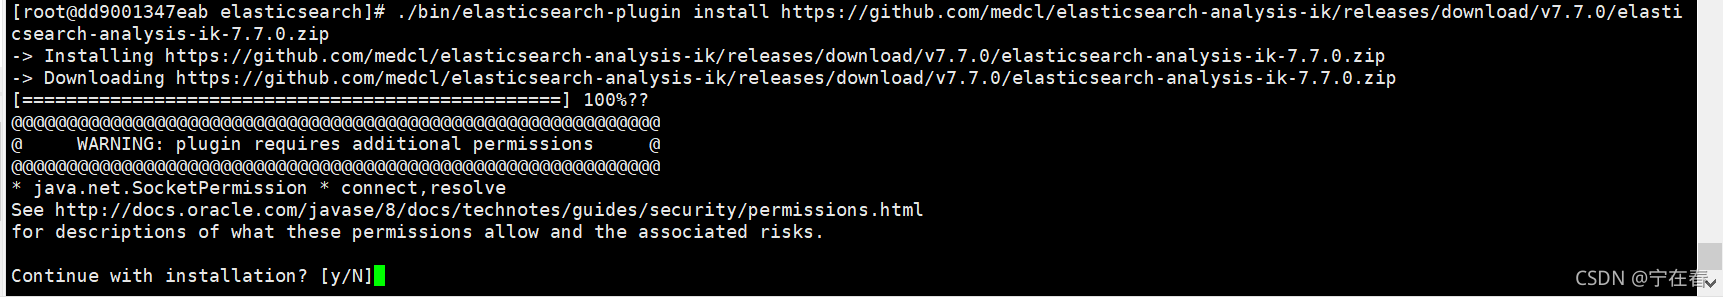 [root@dd9001347eab elasticsearch]# ./bin/elasticsearch-plugin install https://github.com/medcl/elasticsearch-analysis-ik/releases/download/v7.7.0/elasti
csearch-analysis-ik-7.7.0.zip
-> Installing https://github.com/medcl/elasticsearch-analysis-ik/releases/download/v7.7.0/elasticsearch-analysis-ik-7.7.0.zip
-> Downloading https://github.com/medcl/elasticsearch-analysis-ik/releases/download/v7.7.0/elasticsearch-analysis-ik-7.7.0.zip
[=================================================] 100%??
@@@@@@@@@@@@@@@@@@@@@@@@@@@@@@@@@@@@@@@@@@@@@@@@@@@@@@@@@@@
@     WARNING: plugin requires additional permissions     @
@@@@@@@@@@@@@@@@@@@@@@@@@@@@@@@@@@@@@@@@@@@@@@@@@@@@@@@@@@@
* java.net.SocketPermission * connect,resolve
See http://docs.oracle.com/javase/8/docs/technotes/guides/security/permissions.html
for descriptions of what these permissions allow and the associated risks.
Continue with installation? [y/N]
CSDN @宁在春